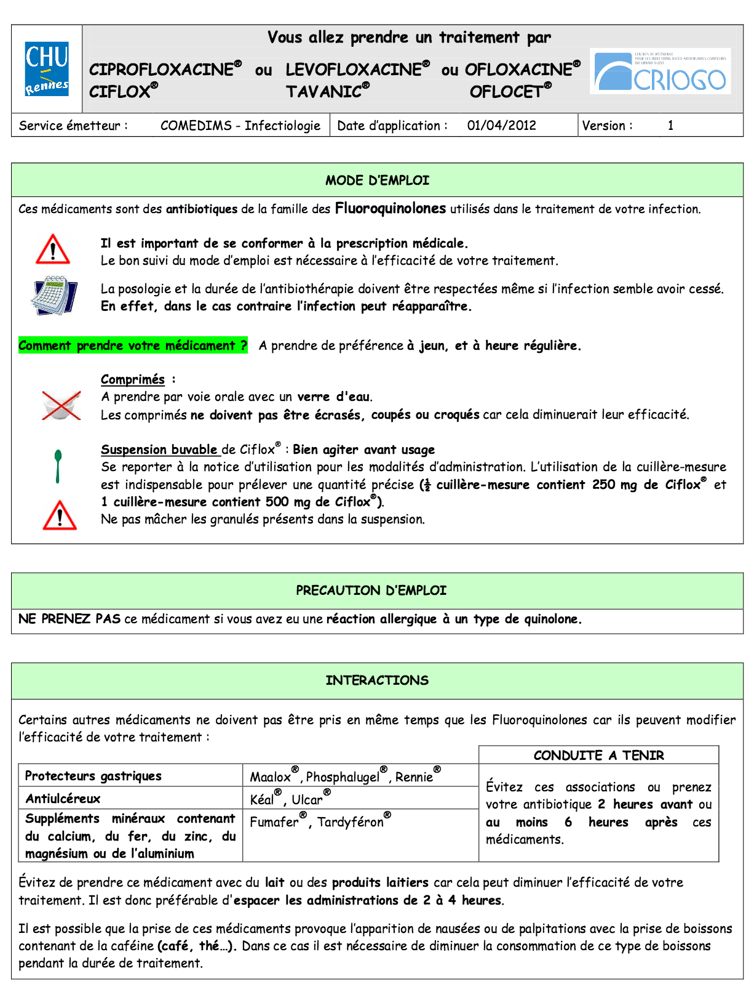 CHU
Rennes
Vous allez prendre un traitement par
CIPROFLOXACINE® ou LEVOFLOXACINE® ou OFLOXACINE®
CIFLOX® TAVANIC® OFLOCET®
CENTRES DE RÉFÉRENCE
POUR LES INFECTIONS OSTÉO-ARTICULAIRES COMPLEXES
DU GRAND OUEST
CRIOGO
Service émetteur : COMEDIMS - Infectiologie Date d'application : 01/04/2012 Version : 1
MODE D'EMPLOI
Ces médicaments sont des antibiotiques de la famille des Fluoroquinolones utilisés dans le traitement de votre infection.
Il est important de se conformer à la prescription médicale.
Le bon suivi du mode d'emploi est nécessaire à l'efficacité de votre traitement.
La posologie et la durée de l'antibiothérapie doivent être respectées même si l'infection semble avoir cessé.
En effet, dans le cas contraire l'infection peut réapparaître.
Comment prendre votre médicament ? A prendre de préférence à jeun, et à heure régulière.
Comprimés :
A prendre par voie orale avec un verre d'eau.
Les comprimés ne doivent pas être écrasés, coupés ou croqués car cela diminuerait leur efficacité.
Suspension buvable de Ciflox® : Bien agiter avant usage
Se reporter à la notice d'utilisation pour les modalités d'administration. L'utilisation de la cuillère-mesure
est indispensable pour prélever une quantité précise (½ cuillère-mesure contient 250 mg de Ciflox® et
1 cuillère-mesure contient 500 mg de Ciflox®).
Ne pas mâcher les granulés présents dans la suspension.
PRECAUTION D'EMPLOI
NE PRENEZ PAS ce médicament si vous avez eu une réaction allergique à un type de quinolone.
INTERACTIONS
Certains autres médicaments ne doivent pas être pris en même temps que les Fluoroquinolones car ils peuvent modifier
l'efficacité de votre traitement :
CONDUITE A TENIR
Protecteurs gastriques Maalox®, Phosphalugel®, Rennie®
Antiulcéreux Kéal®, Ulcar®
Suppléments minéraux contenant
du calcium, du fer, du zinc, du
magnésium ou de l'aluminium
Fumafer®, Tardyféron®
Évitez ces associations ou prenez
votre antibiotique 2 heures avant ou
au moins 6 heures après ces
médicaments.
Évitez de prendre ce médicament avec du lait ou des produits laitiers car cela peut diminuer l'efficacité de votre
traitement. Il est donc préférable d'espacer les administrations de 2 à 4 heures.
Il est possible que la prise de ces médicaments provoque l'apparition de nausées ou de palpitations avec la prise de boissons
contenant de la caféine (café, thé…). Dans ce cas il est nécessaire de diminuer la consommation de ce type de boissons
pendant la durée de traitement.